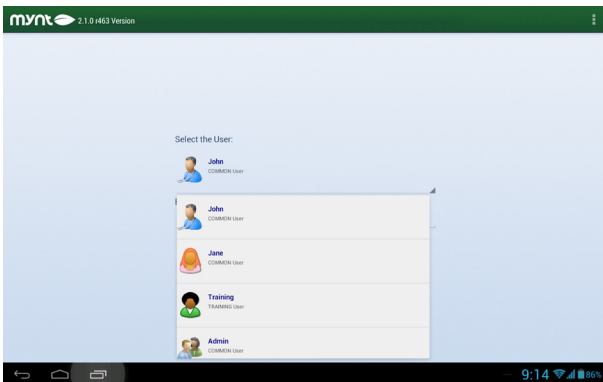 mynt 2.1.0 r463 Version
Select the User:
John
COMMON User
John
COMMON User
Jane
COMMON User
Training
TRAINING User
Admin
COMMON User
9:14 86%